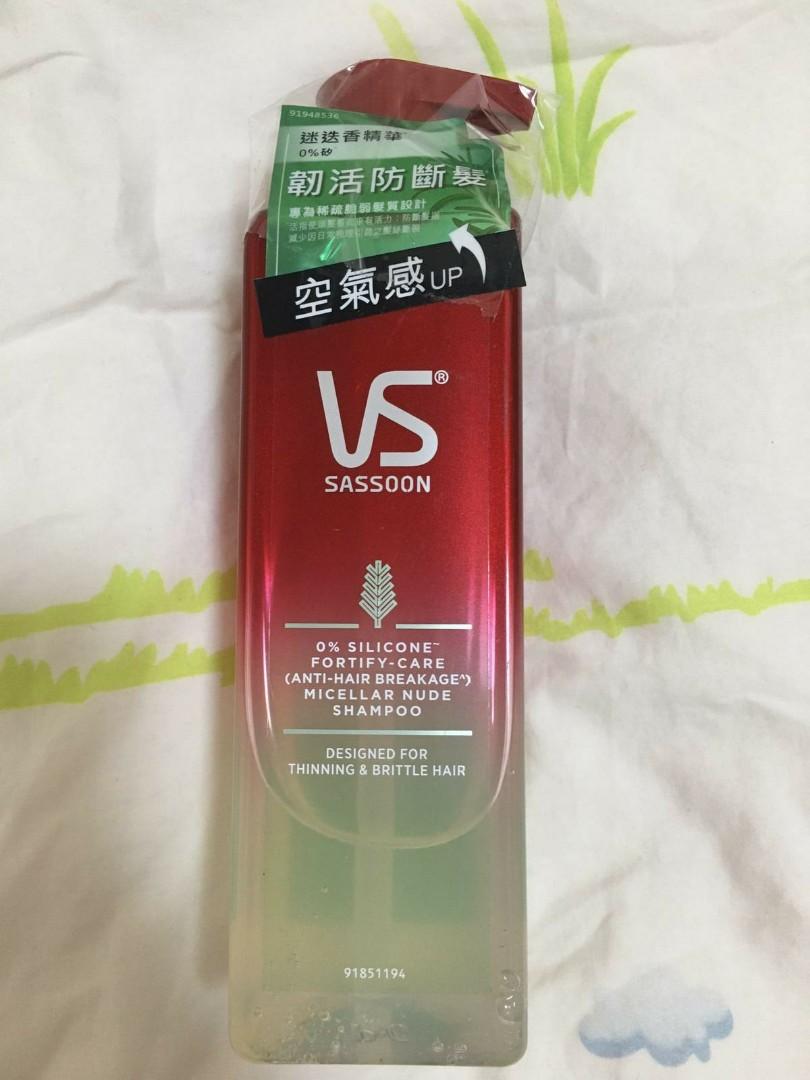 91948536
迷迭香精華
0%矽
韌活防斷髮
專為稀疏脆弱髮質設計
空氣感UP
VS®
SASSOON
0% SILICONE~
FORTIFY-CARE
(ANTI-HAIR BREAKAGE^)
MICELLAR NUDE
SHAMPOO
DESIGNED FOR
THINNING & BRITTLE HAIR
91851194